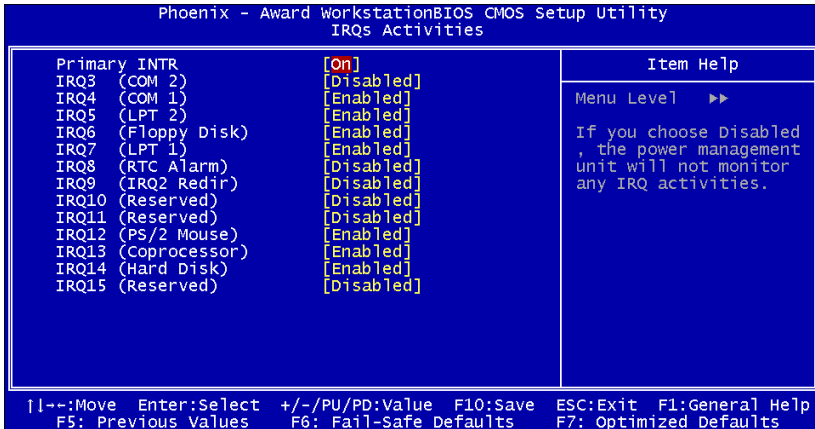 Phoenix - Award WorkstationBIOS CMOS Setup Utility
IRQs Activities
Primary INTR [On]
IRQ3 (COM 2) [Disabled]
IRQ4 (COM 1) [Enabled]
IRQ5 (LPT 2) [Enabled]
IRQ6 (Floppy Disk) [Enabled]
IRQ7 (LPT 1) [Enabled]
IRQ8 (RTC Alarm) [Disabled]
IRQ9 (IRQ2 Redir) [Disabled]
IRQ10 (Reserved) [Disabled]
IRQ11 (Reserved) [Disabled]
IRQ12 (PS/2 Mouse) [Enabled]
IRQ13 (Coprocessor) [Enabled]
IRQ14 (Hard Disk) [Enabled]
IRQ15 (Reserved) [Disabled]
Item Help
Menu Level ▶▶
If you choose Disabled
, the power management
unit will not monitor
any IRQ activities.
↑↓→←:Move Enter:Select +/-/PU/PD:Value F10:Save ESC:Exit F1:General Help
F5: Previous Values F6: Fail-Safe Defaults F7: Optimized Defaults